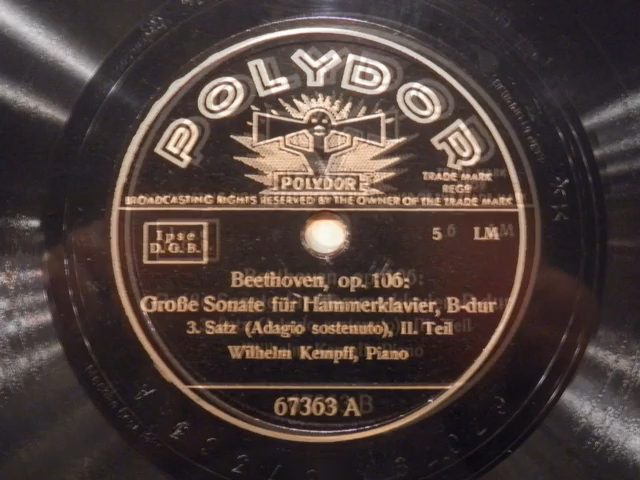 POLYDOR
POLYDOR
TRADE MARK
REGD
BROADCASTING RIGHTS RESERVED BY THE OWNER OF THE TRADE MARK
Ipse
D.G.B.
5 LM
Beethoven, op. 106:
Große Sonate für Hammerklavier, B-dur
3. Satz (Adagio sostenuto), II. Teil
Wilhelm Kempff, Piano
67363 A